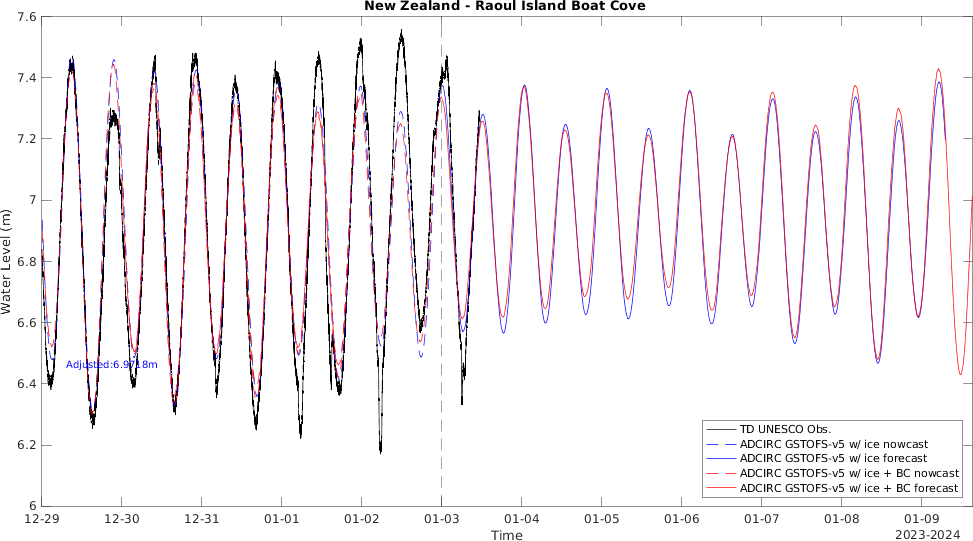 New Zealand - Raoul Island Boat Cove
7.6
7.4
7.2
7
6.8
6.6
6.4
6.2
6
Water Level (m)
Adjusted:6.9718m
TD UNESCO Obs.
ADCIRC GSTOFS-v5 w/ ice nowcast
ADCIRC GSTOFS-v5 w/ ice forecast
ADCIRC GSTOFS-v5 w/ ice + BC nowcast
ADCIRC GSTOFS-v5 w/ ice + BC forecast
12-29 12-30 12-31 01-01 01-02 01-03 01-04 01-05 01-06 01-07 01-08 01-09
Time
2023-2024